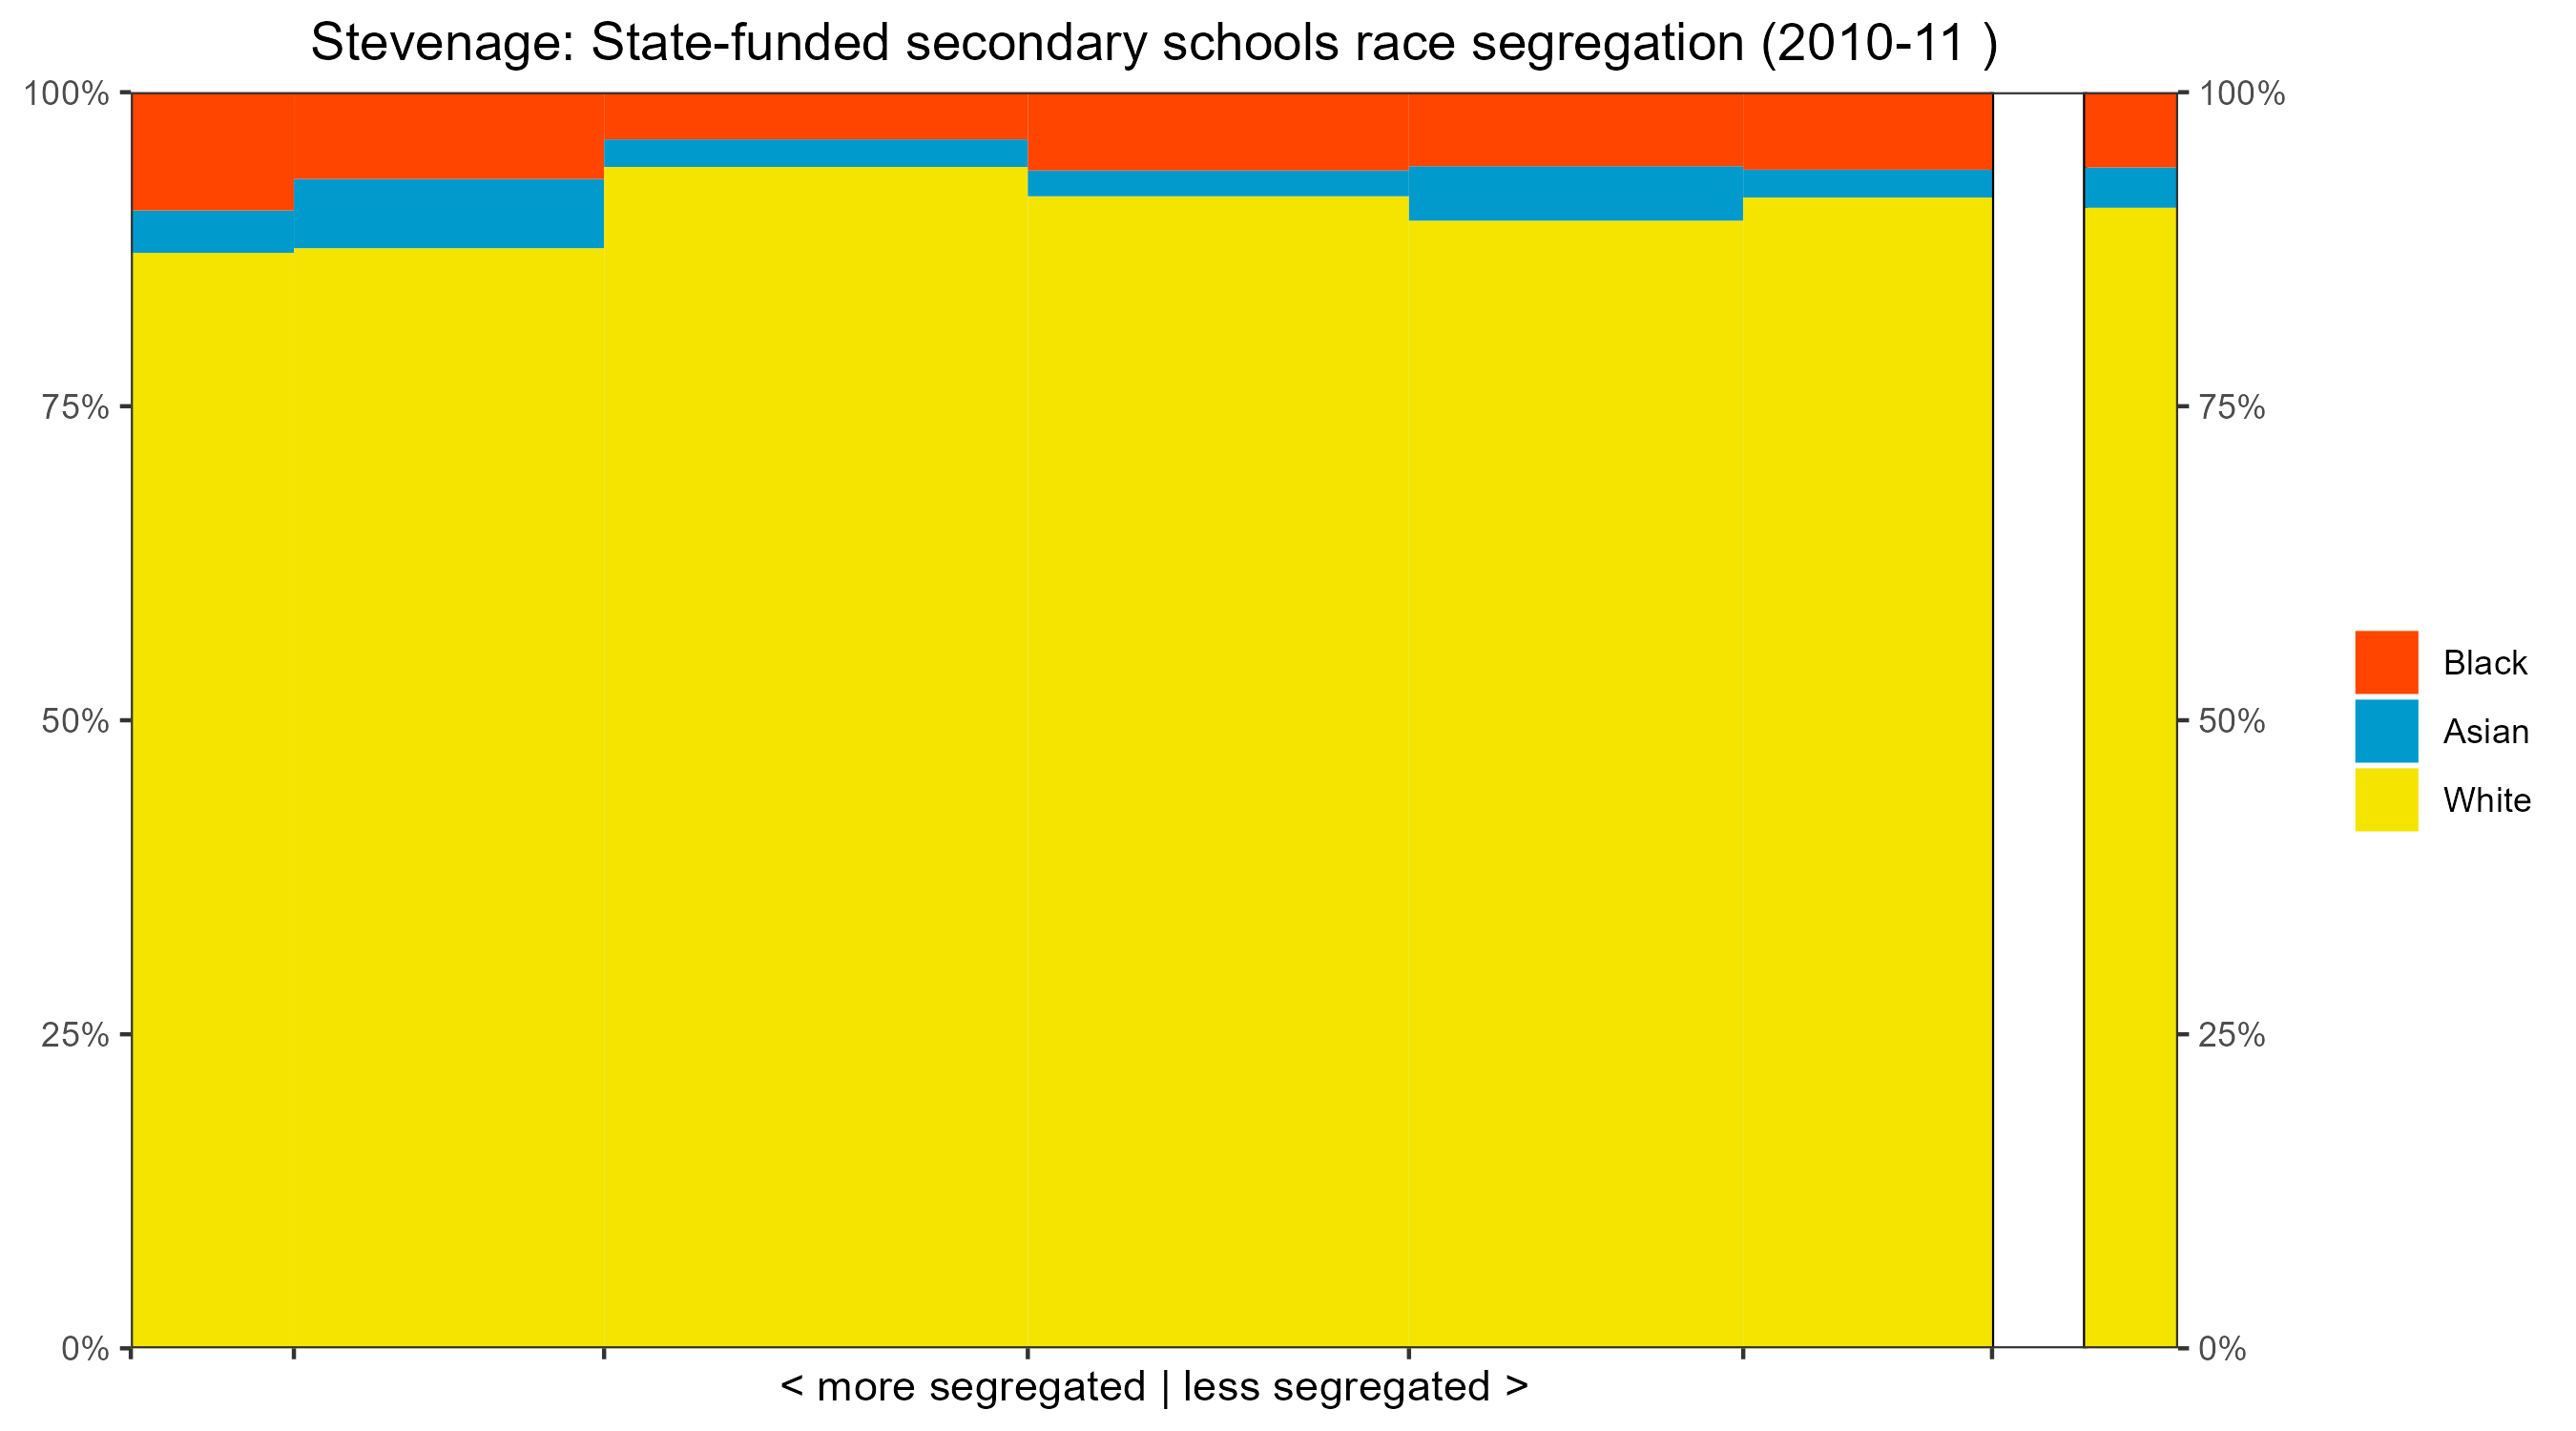 Stevenage: State-funded secondary schools race segregation (2010-11 )
100%
75%
50%
25%
0%
100%
75%
50%
25%
0%
Black
Asian
White
< more segregated | less segregated >